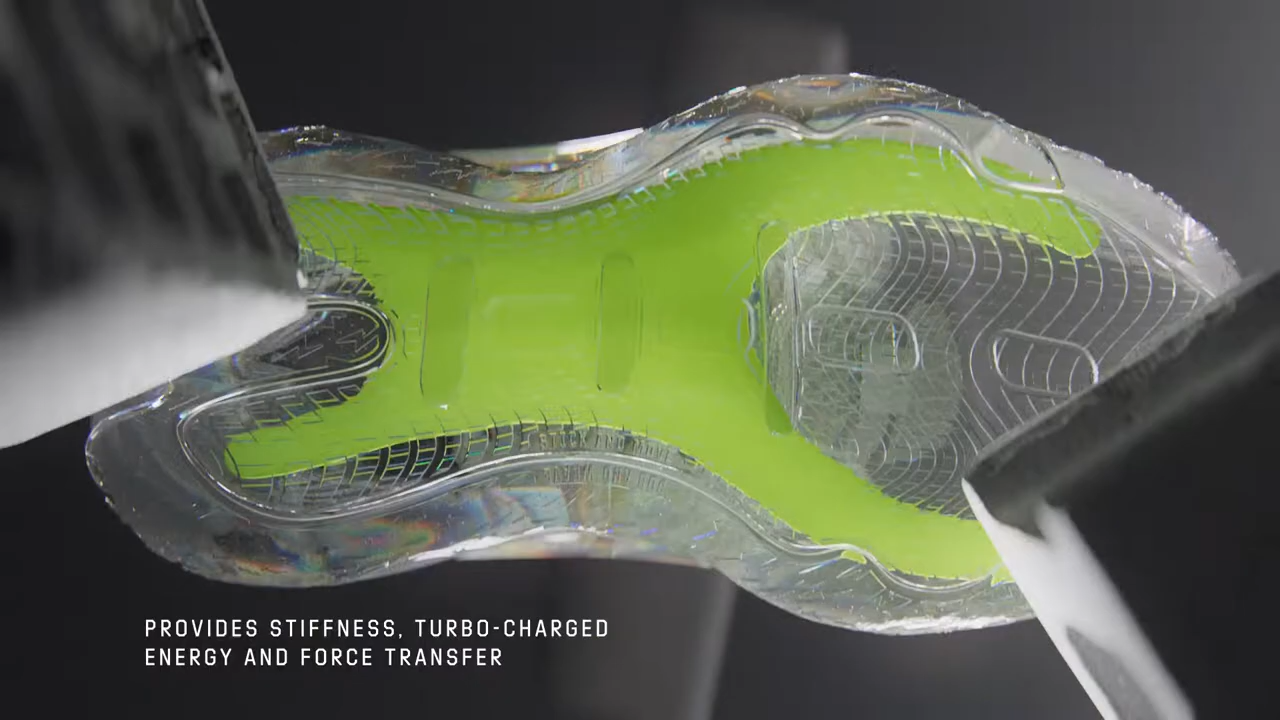 PROVIDES STIFFNESS, TURBO-CHARGED
ENERGY AND FORCE TRANSFER